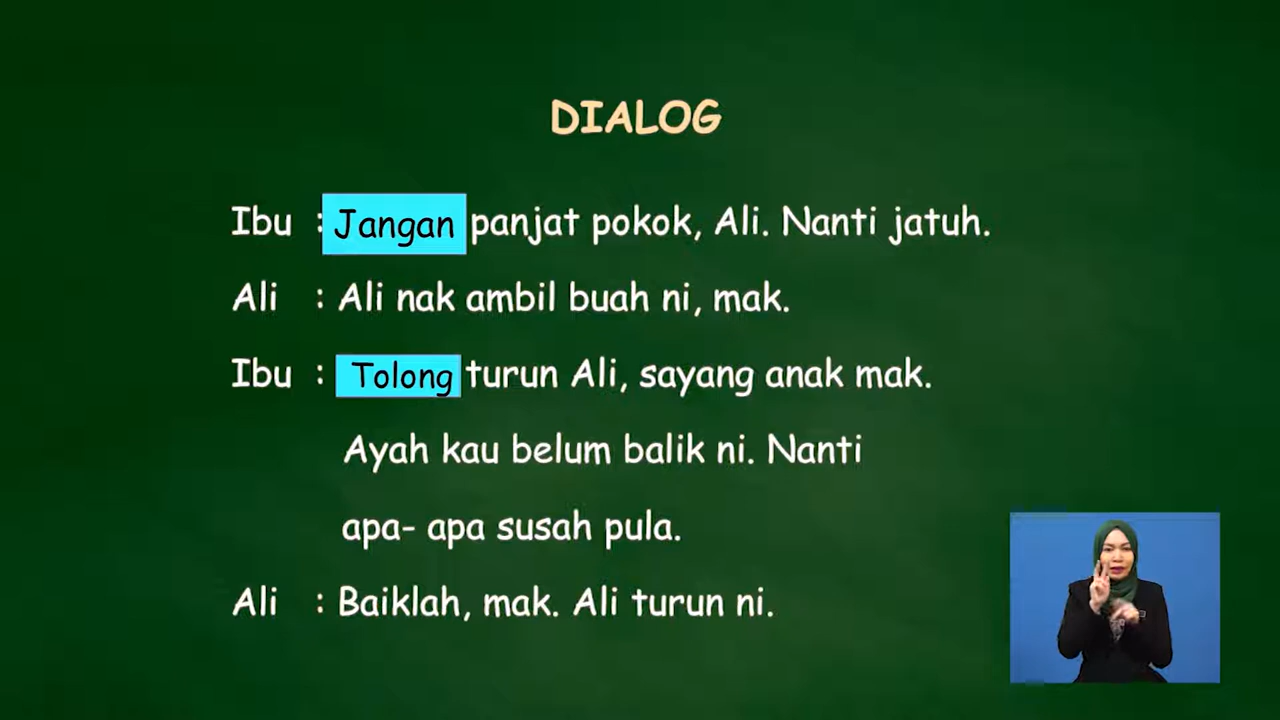 DIALOG
Ibu : Jangan panjat pokok, Ali. Nanti jatuh.
Ali : Ali nak ambil buah ni, mak.
Ibu : Tolong turun Ali, sayang anak mak.
Ayah kau belum balik ni. Nanti
apa- apa susah pula.
Ali : Baiklah, mak. Ali turun ni.